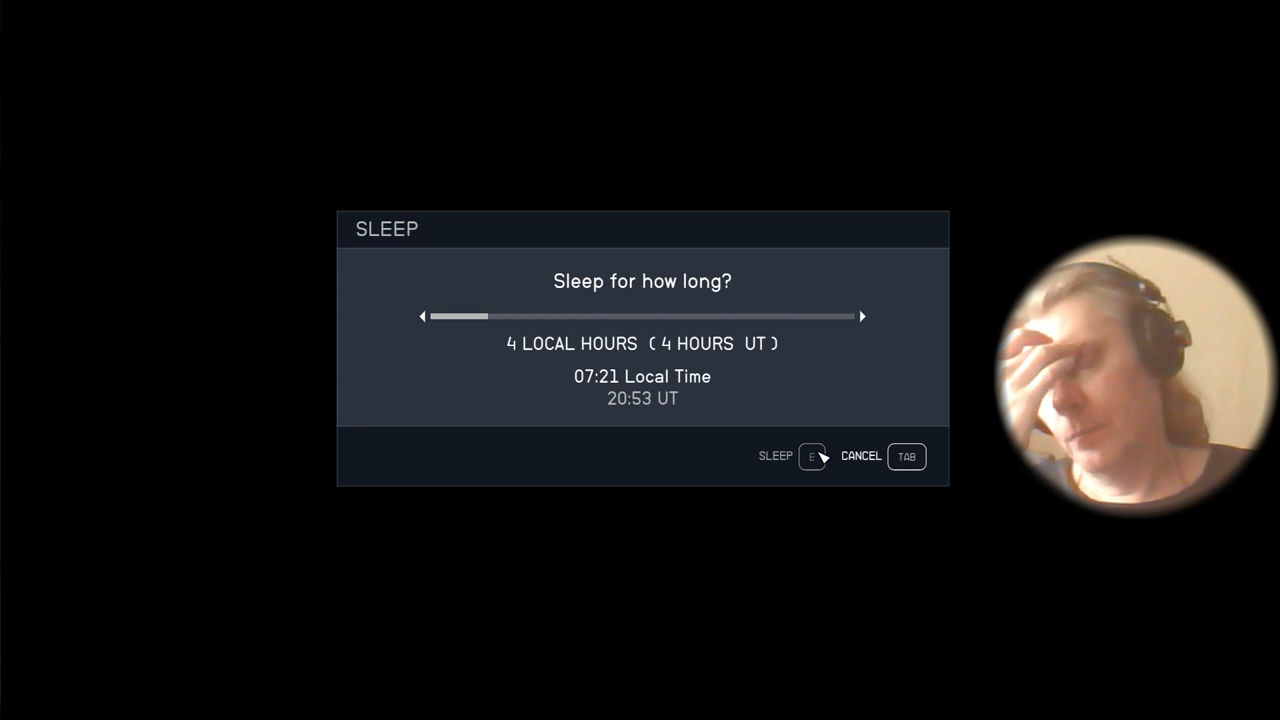 SLEEP
Sleep for how long?
4 LOCAL HOURS ( 4 HOURS UT )
07:21 Local Time
20:53 UT
SLEEP E CANCEL TAB